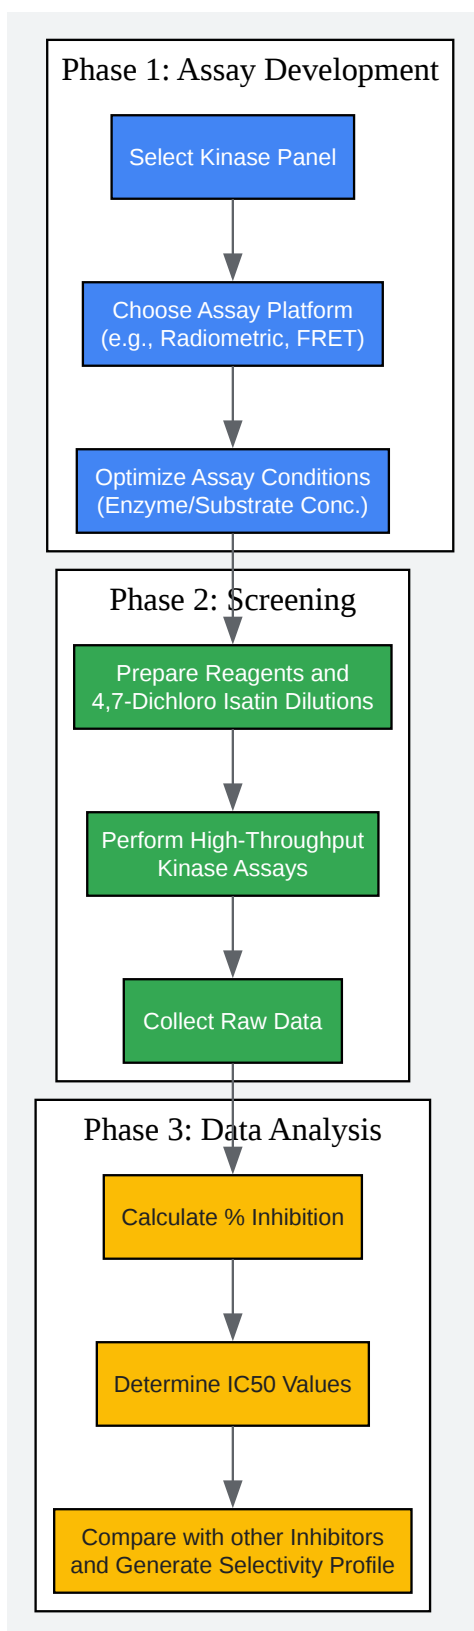 Phase 1: Assay Development
Select Kinase Panel
Choose Assay Platform
(e.g., Radiometric, FRET)
Optimize Assay Conditions
(Enzyme/Substrate Conc.)
Phase 2: Screening
Prepare Reagents and
4,7-Dichloro Isatin Dilutions
Perform High-Throughput
Kinase Assays
Collect Raw Data
Phase 3: Data Analysis
Calculate % Inhibition
Determine IC50 Values
Compare with other Inhibitors
and Generate Selectivity Profile